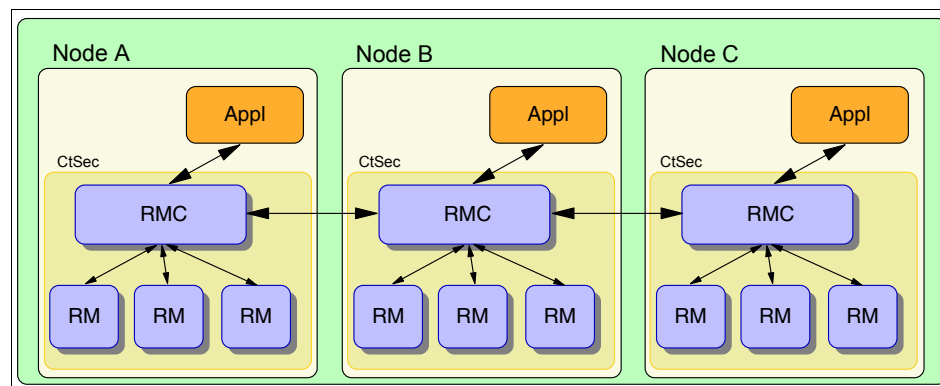 Node A
Node B
Node C
Appl
Appl
Appl
CtSec
CtSec
CtSec
RMC
RMC
RMC
RM RM RM
RM RM RM
RM RM RM